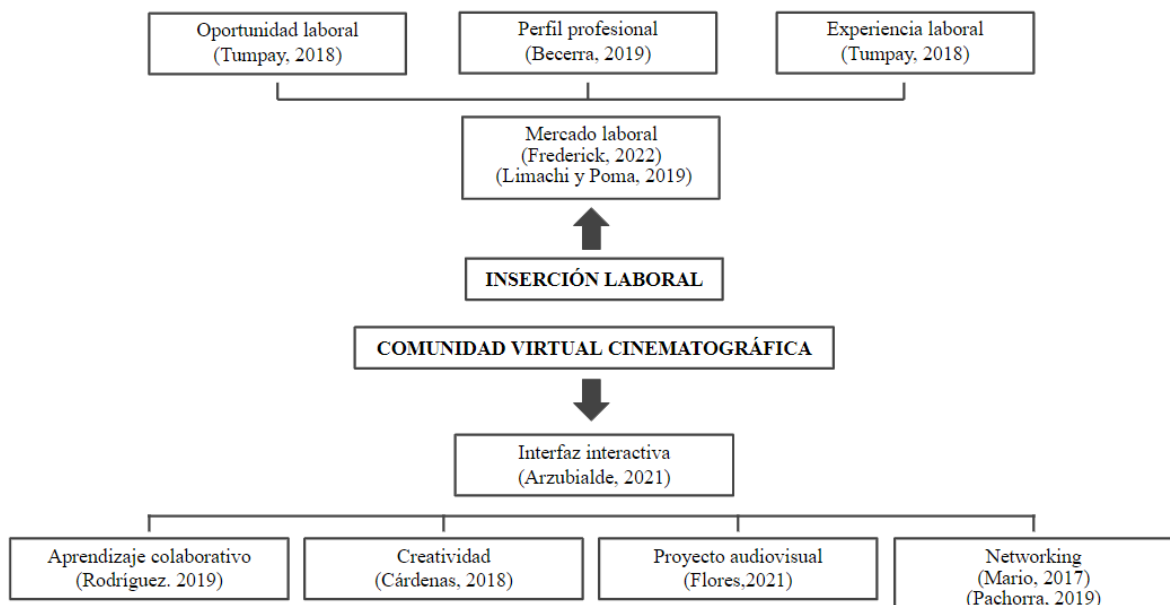 Oportunidad laboral
(Tumpay, 2018)
Perfil profesional
(Becerra, 2019)
Experiencia laboral
(Tumpay, 2018)
Mercado laboral
(Frederick, 2022)
(Limachi y Poma, 2019)
INSERCIÓN LABORAL
COMUNIDAD VIRTUAL CINEMATOGRÁFICA
Interfaz interactiva
(Arzubialde, 2021)
Aprendizaje colaborativo
(Rodríguez. 2019)
Creatividad
(Cárdenas, 2018)
Proyecto audiovisual
(Flores,2021)
Networking
(Mario, 2017)
(Pachorra, 2019)